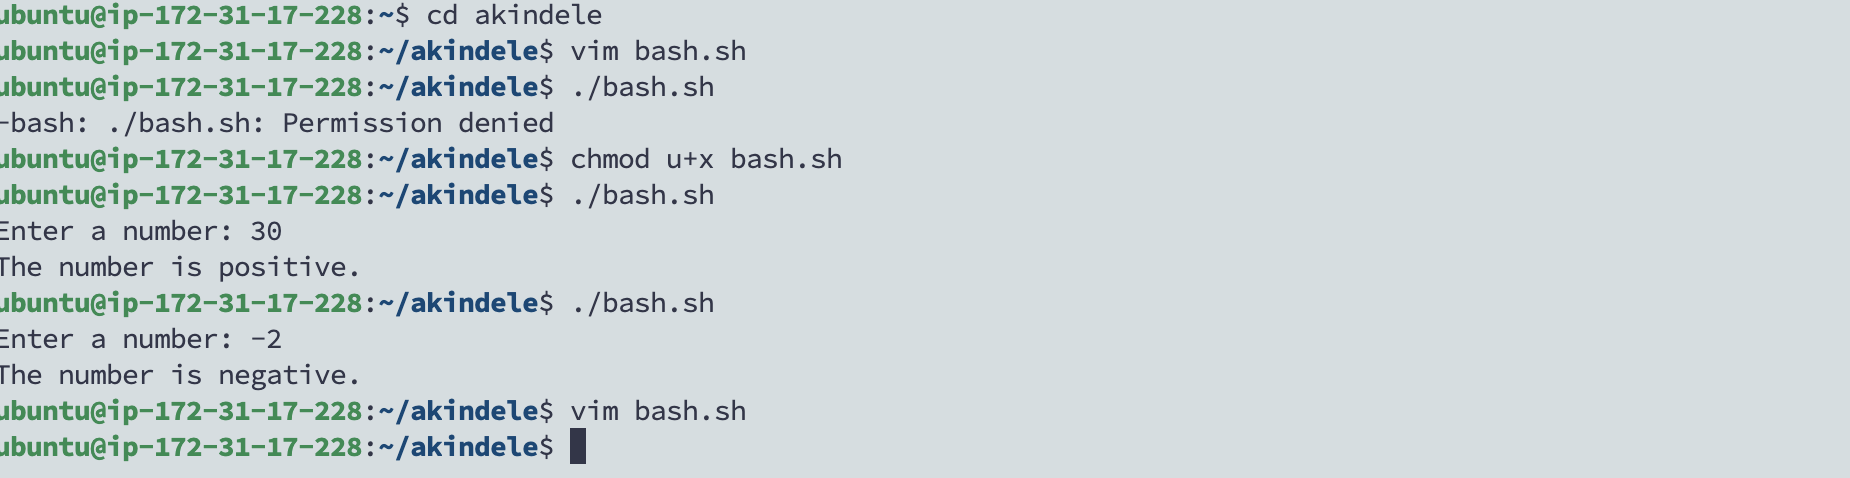 ubuntu@ip-172-31-17-228:~$ cd akindele
ubuntu@ip-172-31-17-228:~/akindele$ vim bash.sh
ubuntu@ip-172-31-17-228:~/akindele$ ./bash.sh
-bash: ./bash.sh: Permission denied
ubuntu@ip-172-31-17-228:~/akindele$ chmod u+x bash.sh
ubuntu@ip-172-31-17-228:~/akindele$ ./bash.sh
Enter a number: 30
The number is positive.
ubuntu@ip-172-31-17-228:~/akindele$ ./bash.sh
Enter a number: -2
The number is negative.
ubuntu@ip-172-31-17-228:~/akindele$ vim bash.sh
ubuntu@ip-172-31-17-228:~/akindele$